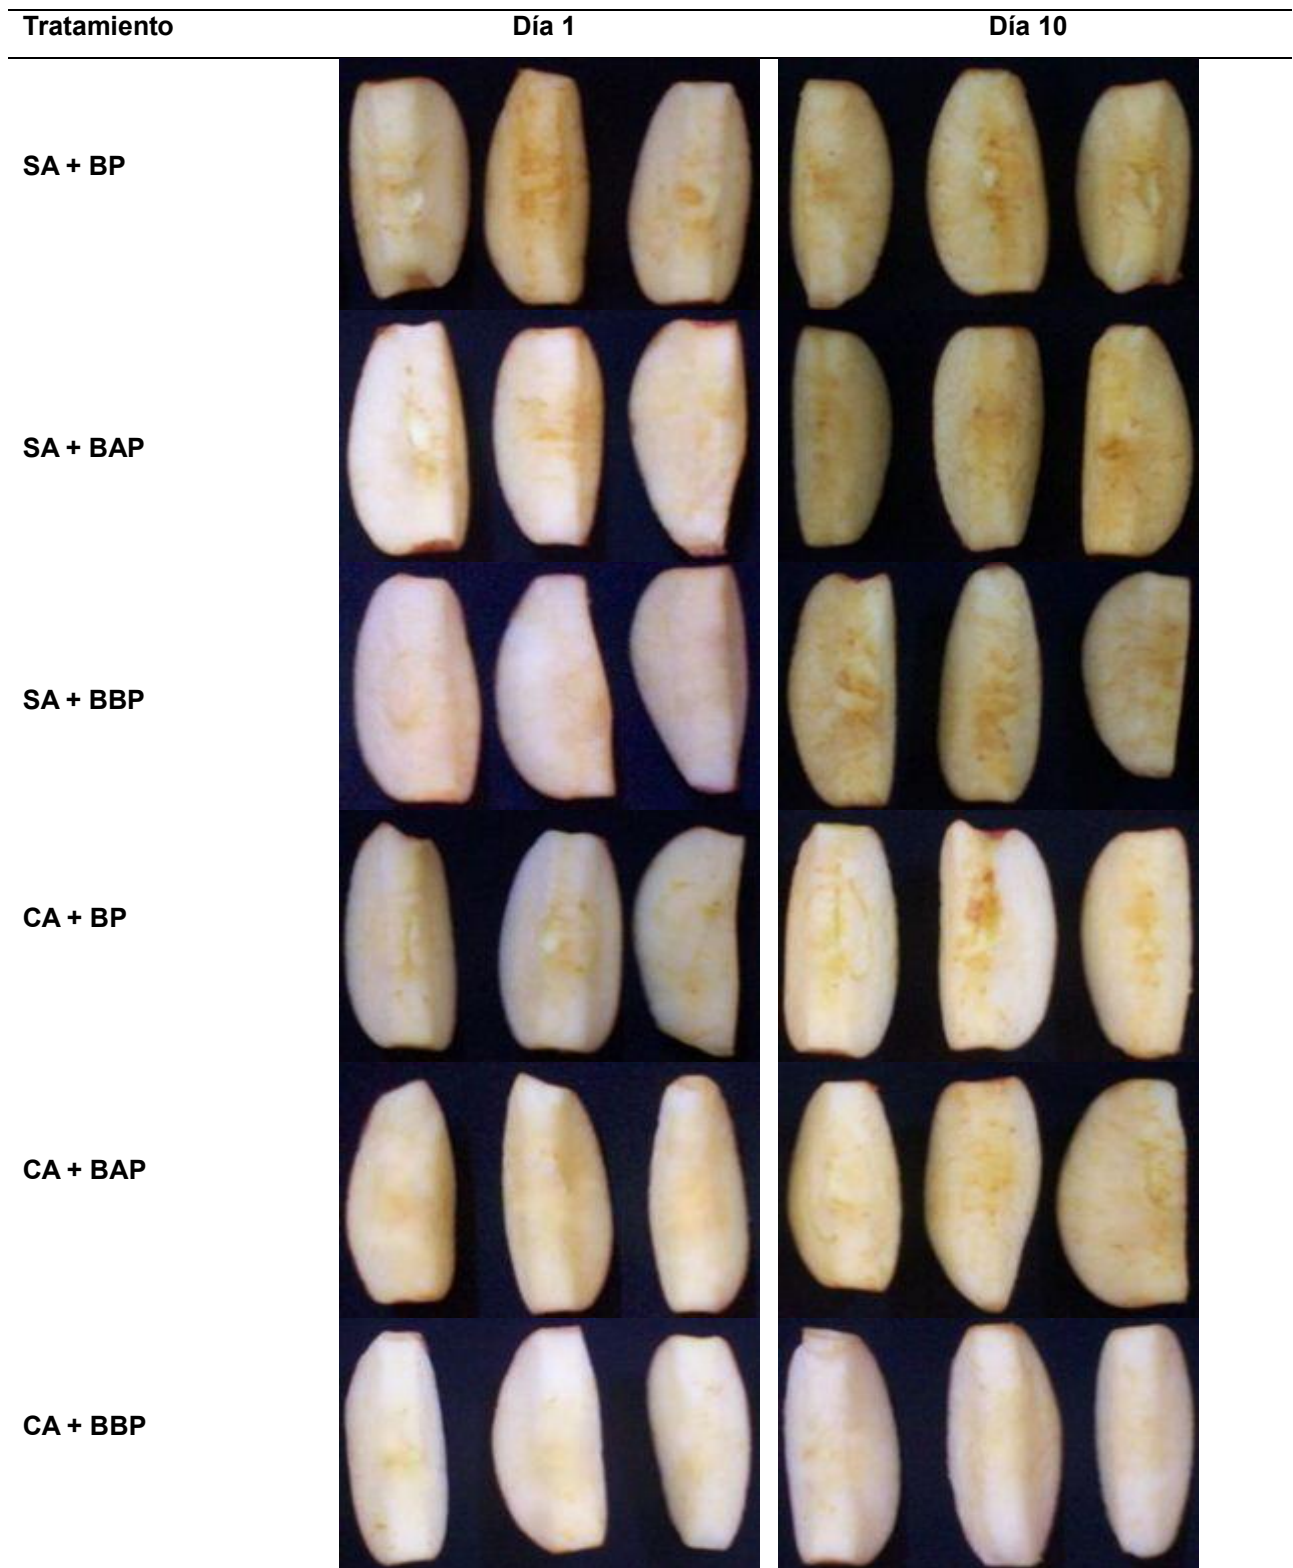 Tratamiento Día 1 Día 10
SA + BP
SA + BAP
SA + BBP
CA + BP
CA + BAP
CA + BBP